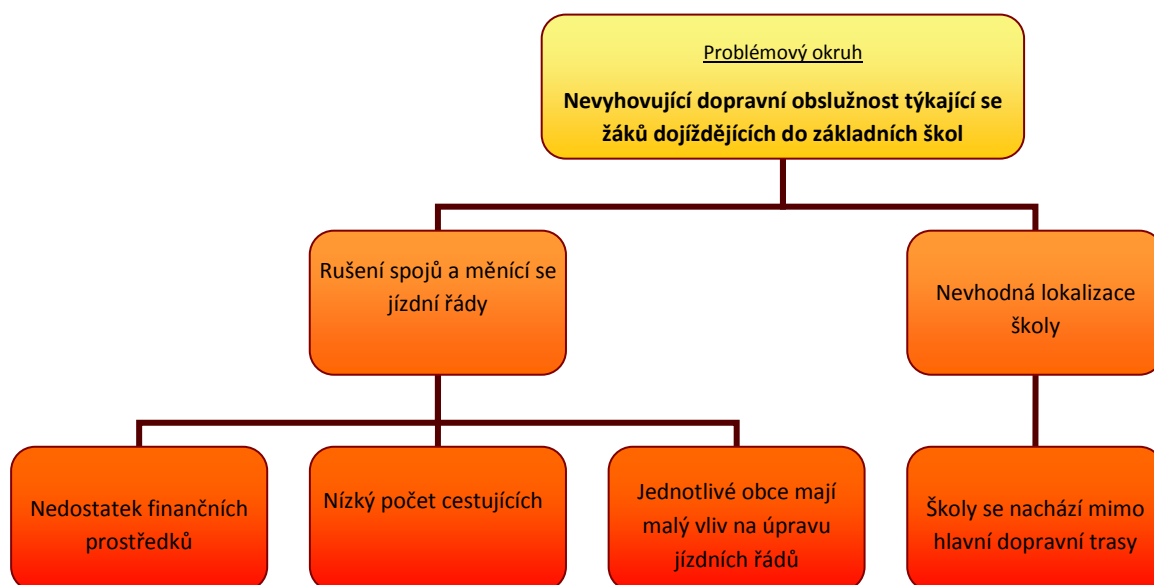 Problémový okruh
Nevyhovující dopravní obslužnost týkající se
žáků dojíždějících do základních škol
Rušení spojů a měnící se
jízdní řády
Nevhodná lokalizace
školy
Nedostatek finančních
prostředků
Nízký počet cestujících
Jednotlivé obce mají
malý vliv na úpravu
jízdních řádů
Školy se nachází mimo
hlavní dopravní trasy